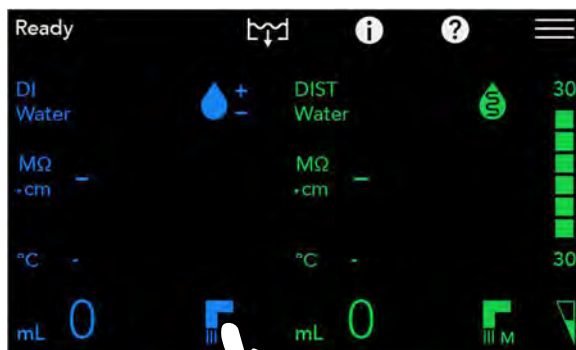 Ready i ?
DI Water + -
DIST Water
30
MΩ
•cm -
MΩ
•cm -
°C -
°C -
30
mL 0
mL 0 M